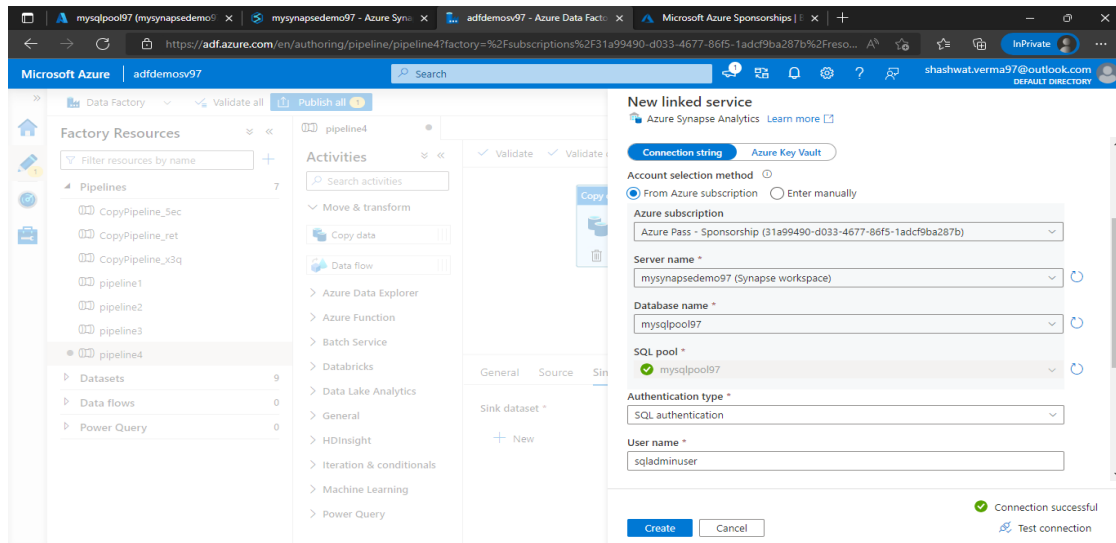 mysqlpool97 (mysynapsedemo9
mysynapsedemo97 - Azure Syna
adfdemosv97 - Azure Data Facto
Microsoft Azure Sponsorships | E
https://adf.azure.com/en/authoring/pipeline/pipeline4?factory=%2Fsubscriptions%2F31a99490-d033-4677-86f5-1adcf9ba287b%2Freso...
InPrivate
Microsoft Azure
adfdemosv97
Search
shashwat.verma97@outlook.com
DEFAULT DIRECTORY
Data Factory
Validate all
Publish all 1
Factory Resources
Filter resources by name
Pipelines 7
CopyPipeline_5ec
CopyPipeline_ret
CopyPipeline_x3q
pipeline1
pipeline2
pipeline3
pipeline4
Datasets 9
Data flows 0
Power Query 0
pipeline4
Activities
Search activities
Move & transform
Copy data
Data flow
Azure Data Explorer
Azure Function
Batch Service
Databricks
Data Lake Analytics
General
HDInsight
Iteration & conditionals
Machine Learning
Power Query
Validate
Validate
Copy
General
Source
Sin
Sink dataset *
New
New linked service
Azure Synapse Analytics Learn more
Connection string
Azure Key Vault
Account selection method
From Azure subscription
Enter manually
Azure subscription
Azure Pass - Sponsorship (31a99490-d033-4677-86f5-1adcf9ba287b)
Server name *
mysynapsedemo97 (Synapse workspace)
Database name *
mysqlpool97
SQL pool *
mysqlpool97
Authentication type *
SQL authentication
User name *
sqladminuser
Connection successful
Create
Cancel
Test connection